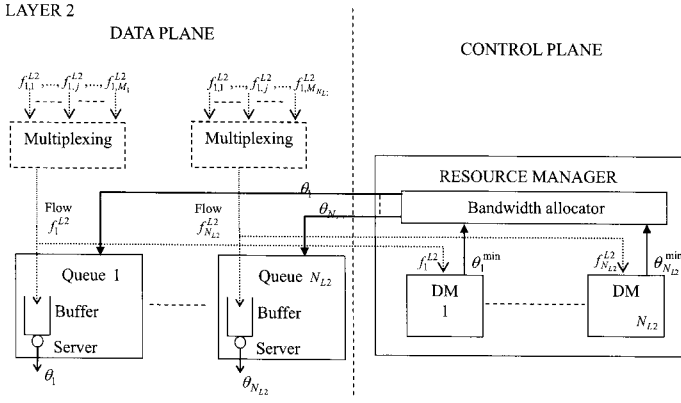 LAYER 2
DATA PLANE
CONTROL PLANE
f_{1,1}^{L2} ,..., f_{1,j}^{L2} ,..., f_{1,M_1}^{L2}
f_{1,1}^{L2} ,..., f_{1,j}^{L2} ,..., f_{1,M_{N_{L2}}}^{L2}
Multiplexing
Multiplexing
RESOURCE MANAGER
Bandwidth allocator
θ_1
θ_N
Flow
f_1^{L2}
Flow
f_{N_{L2}}^{L2}
Queue 1
Buffer
Server
θ_1
Queue N_{L2}
Buffer
Server
θ_{N_{L2}}
f_1^{L2}
θ_1^{min}
f_{N_{L2}}^{L2}
θ_{N_{L2}}^{min}
DM
1
DM
N_{L2}